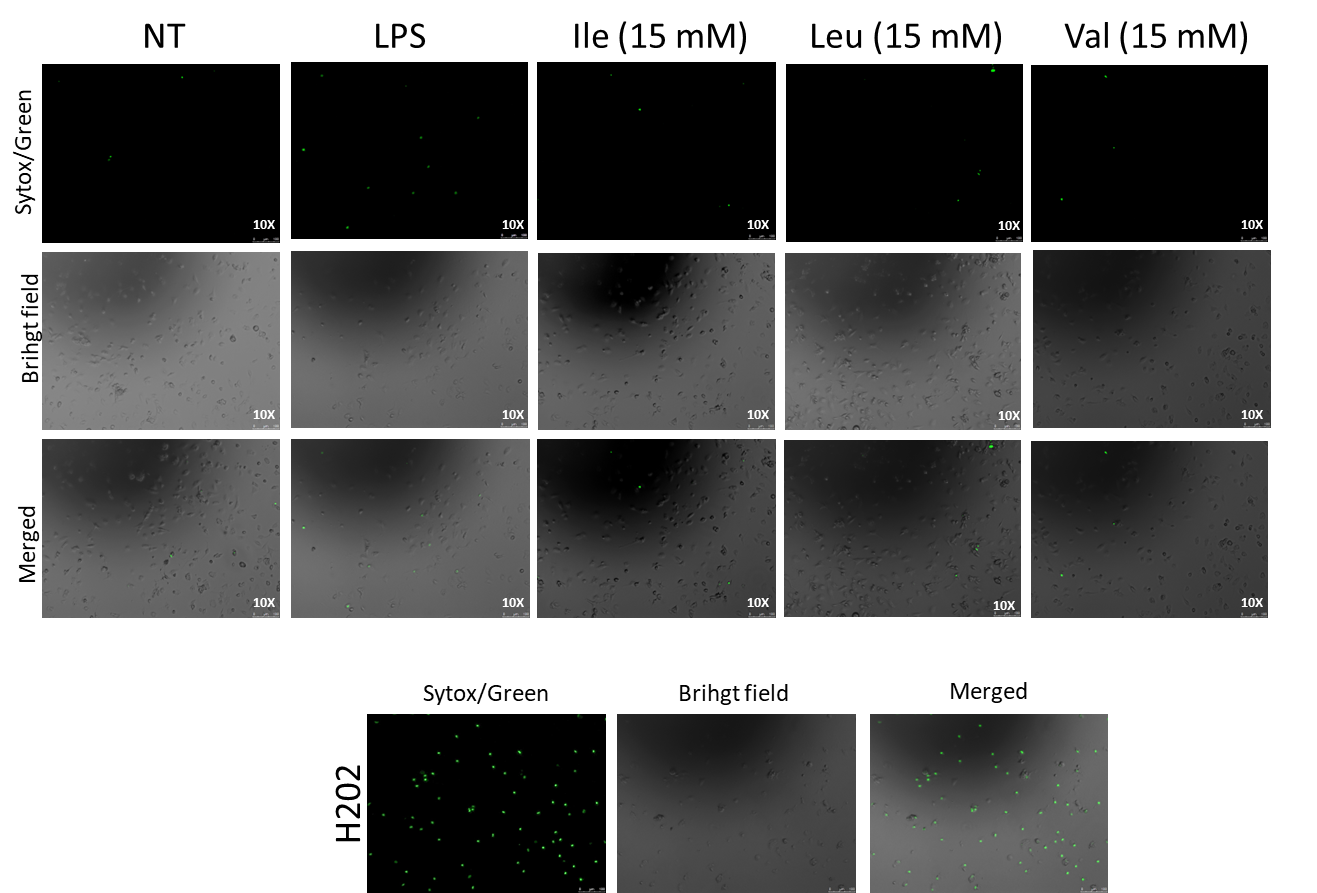 NT LPS Ile (15 mM) Leu (15 mM) Val (15 mM)
Sytox/Green
10X 10X 10X 10X 10X
Brihgt field
10X 10X 10X 10X 10X
Merged
10X 10X 10X 10X 10X
Sytox/Green Brihgt field Merged
H202